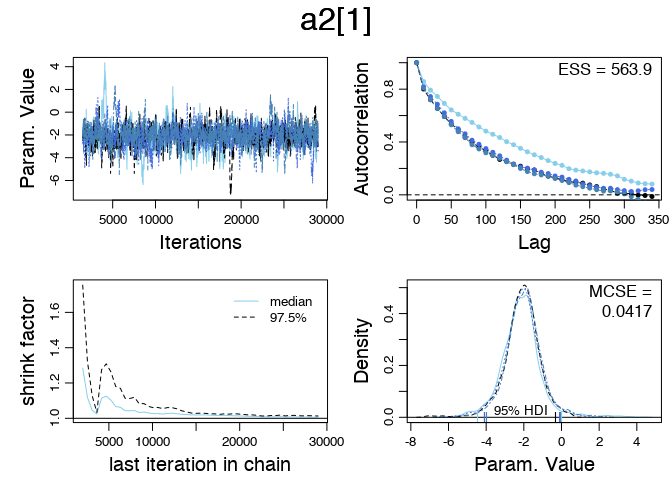 a2[1]
Param. Value
4
2
0
-2
-4
-6
5000 10000 20000 30000
Iterations
Autocorrelation
0.8
0.4
0.0
ESS = 563.9
0 50 100 150 200 250 300 350
Lag
shrink factor
1.6
1.4
1.2
1.0
median
97.5%
5000 10000 20000 30000
last iteration in chain
Density
0.4
0.2
0.0
MCSE =
0.0417
95% HDI
-8 -6 -4 -2 0 2 4
Param. Value